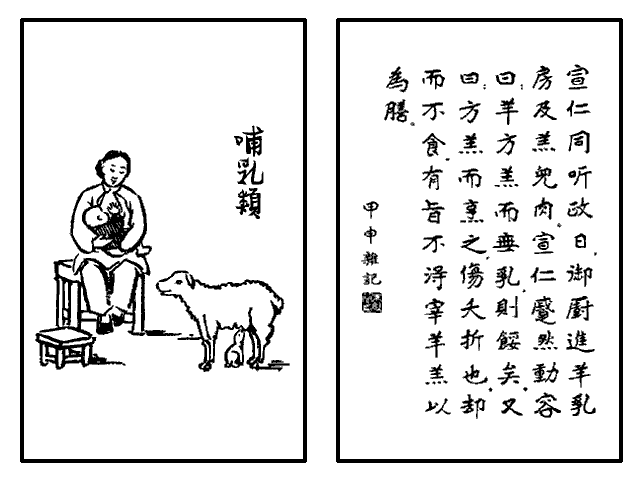 哺乳類
宣仁同听政日，御厨進羊乳
房及羔兒肉。宣仁蹙然動容
曰：羊方羔而無乳，則餒矣。又
曰：方羔而烹之，傷夭折也。却
而不食。有旨不得宰羊羔以
為膳。
甲申雜記